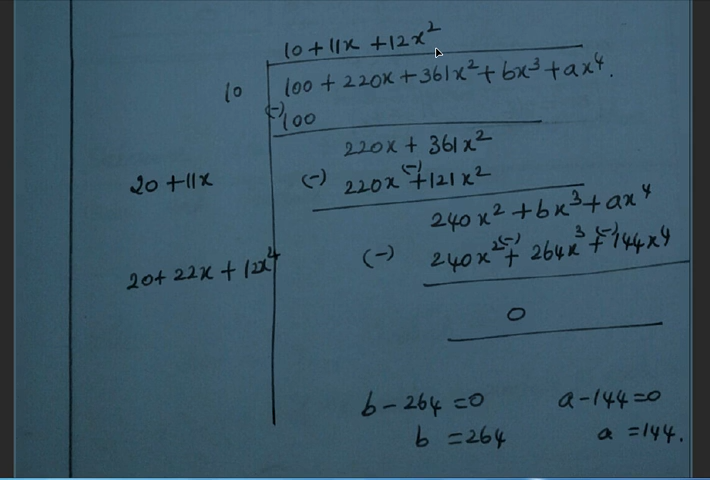 10 + 11x + 12x²
10 100 + 220x + 361x² + bx³ + ax⁴.
(-) 100
220x + 361x²
20 + 11x (-) 220x (-) + 121x²
240x² + bx³ + ax⁴
20 + 22x + 12x² (-) 240x² (-) + 264x³ (-) + 144x⁴
0
b - 264 = 0 a - 144 = 0
b = 264 a = 144.